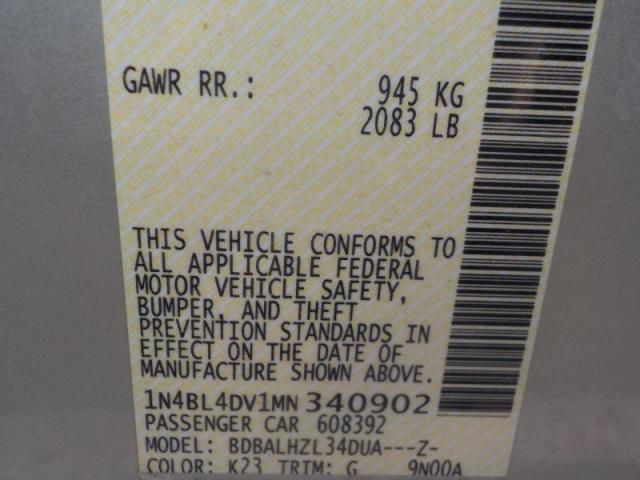 GAWR RR.: 945 KG
2083 LB
THIS VEHICLE CONFORMS TO
ALL APPLICABLE FEDERAL
MOTOR VEHICLE SAFETY,
BUMPER, AND THEFT
PREVENTION STANDARDS IN
EFFECT ON THE DATE OF
MANUFACTURE SHOWN ABOVE.
1N4BL4DV1MN340902
PASSENGER CAR 608392
MODEL: BDBALHZL34DUA---Z-
COLOR: K23 TRIM: G 9N00A